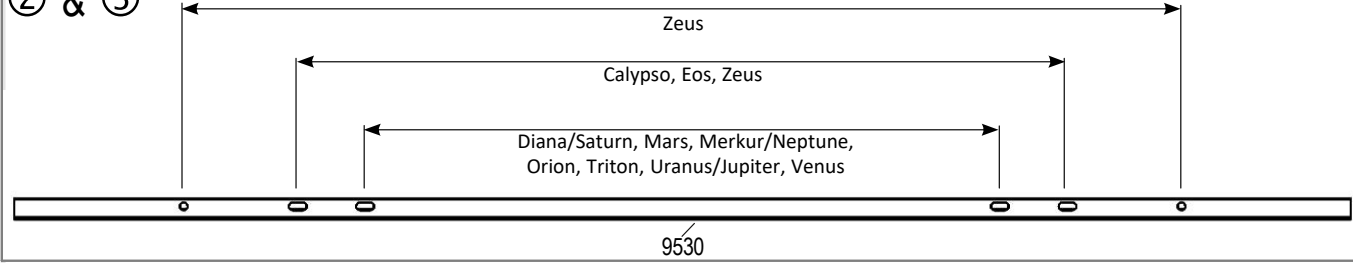 ② & ③
Zeus
Calypso, Eos, Zeus
Diana/Saturn, Mars, Merkur/Neptune,
Orion, Triton, Uranus/Jupiter, Venus
9530